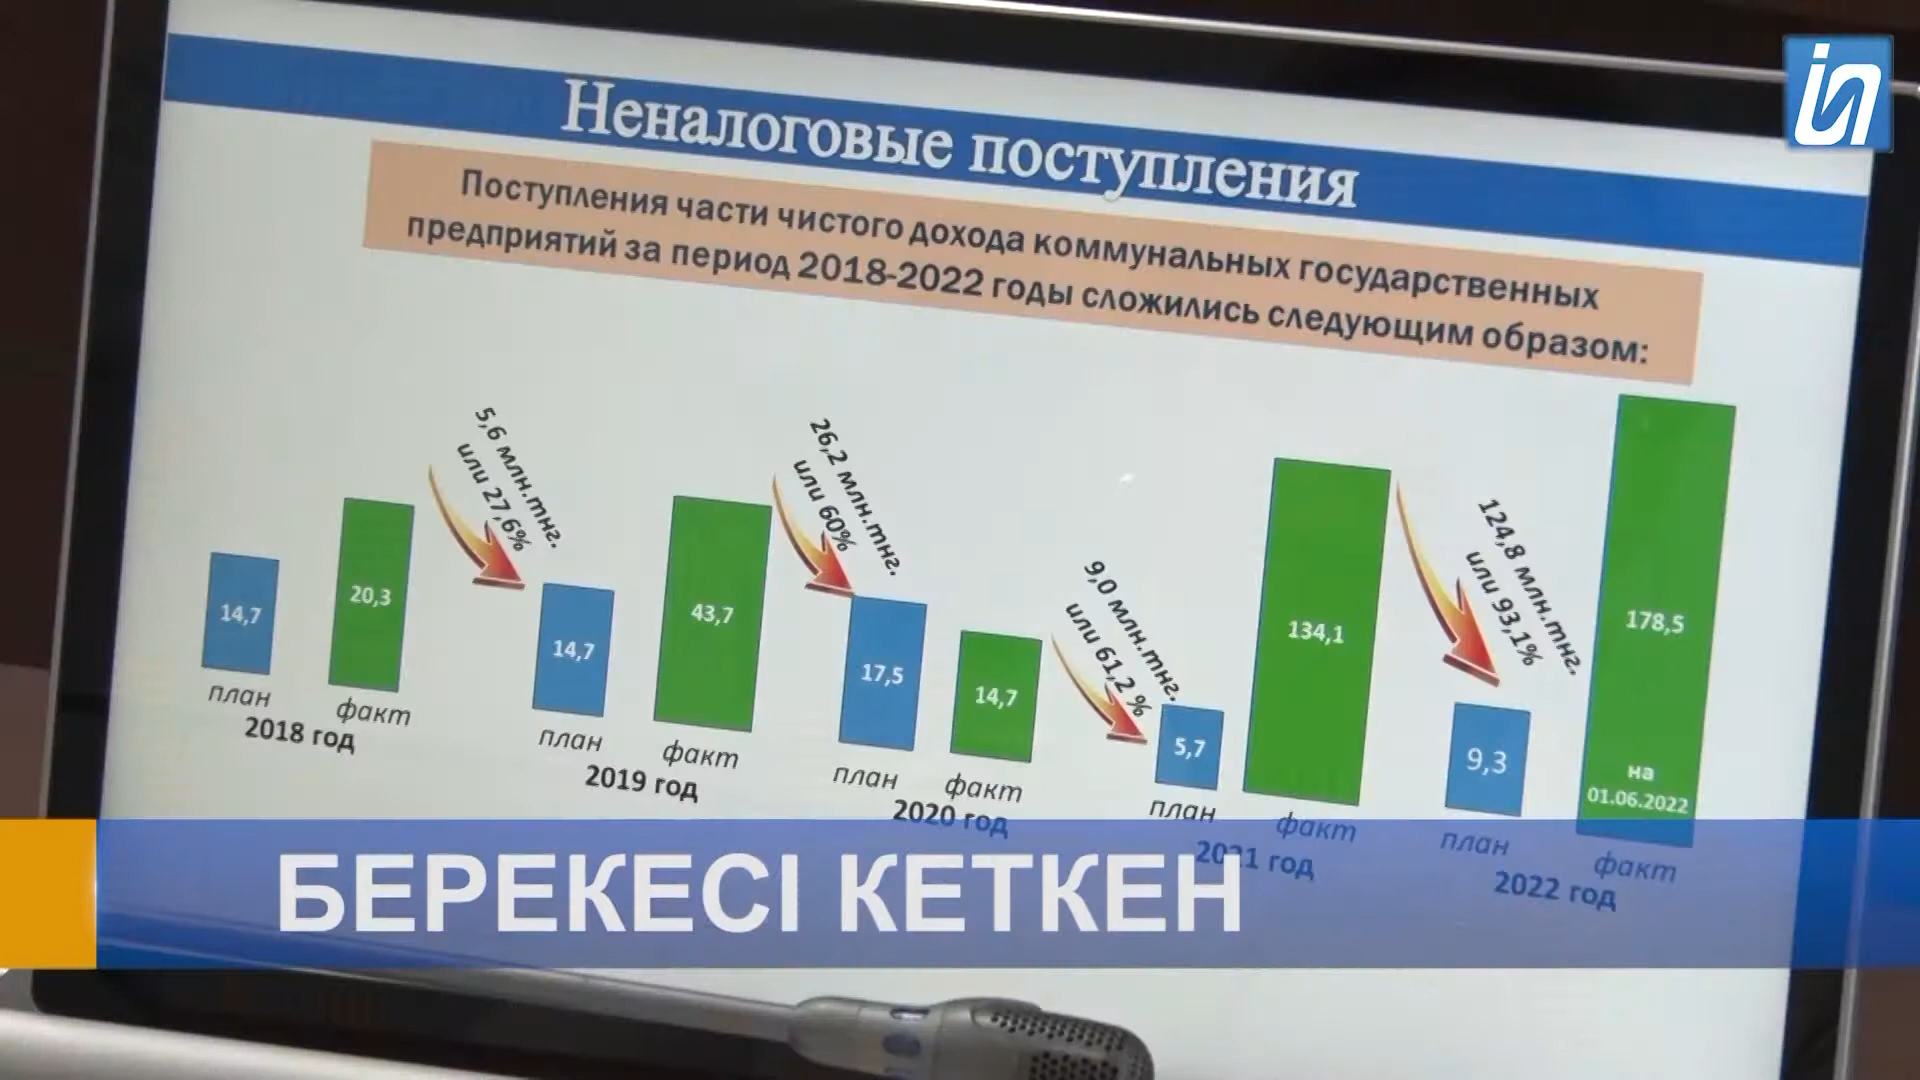 Неналоговые поступления
Поступления части чистого дохода коммунальных государственных
предприятий за период 2018-2022 годы сложились следующим образом:
5,6 млн.тнг.
или 27,6%
26,2 млн.тнг.
или 60%
9,0 млн.тнг.
или 61,2 %
124,8 млн.тнг.
или 93,1%
14,7
20,3
14,7
43,7
17,5
14,7
5,7
134,1
9,3
178,5
на
01.06.2022
план
факт
2018 год
план
факт
2019 год
план
факт
2020 год
план
факт
2021 год
план
факт
2022 год
БЕРЕКЕСІ КЕТКЕН